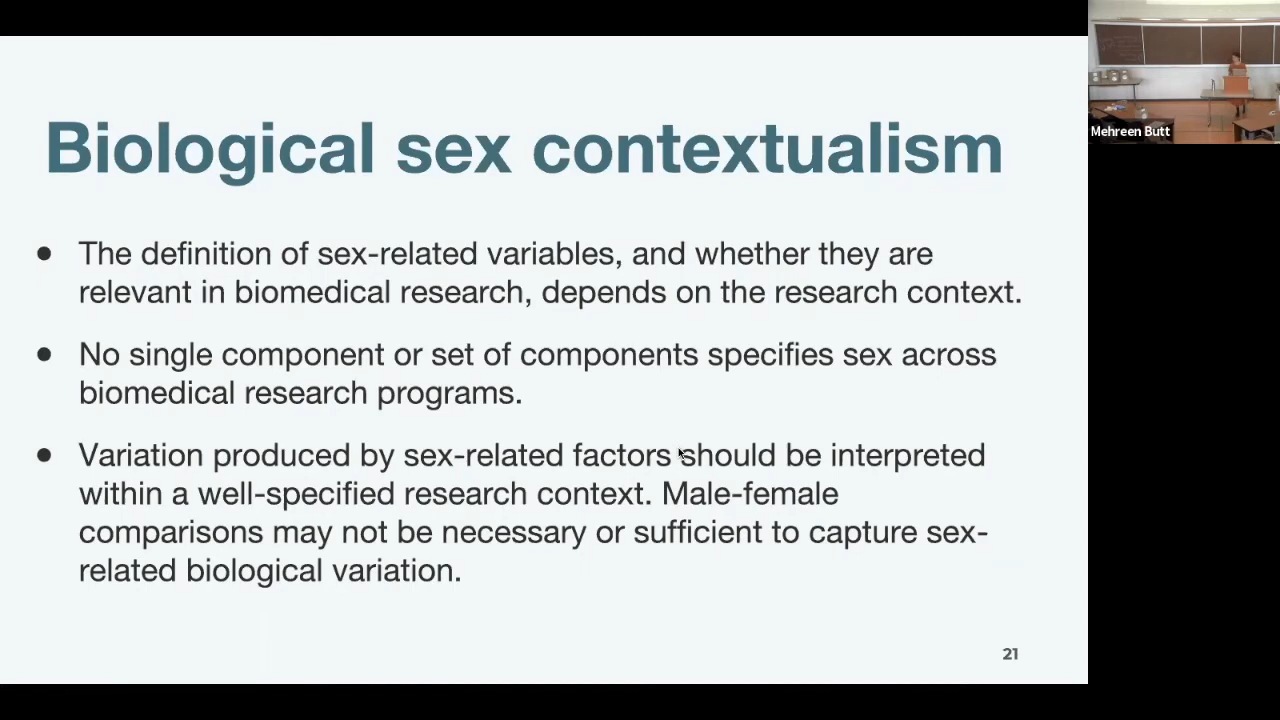 Biological sex contextualism
● The definition of sex-related variables, and whether they are
relevant in biomedical research, depends on the research context.
● No single component or set of components specifies sex across
biomedical research programs.
● Variation produced by sex-related factors should be interpreted
within a well-specified research context. Male-female
comparisons may not be necessary or sufficient to capture sex-
related biological variation.
21
Mehreen Butt